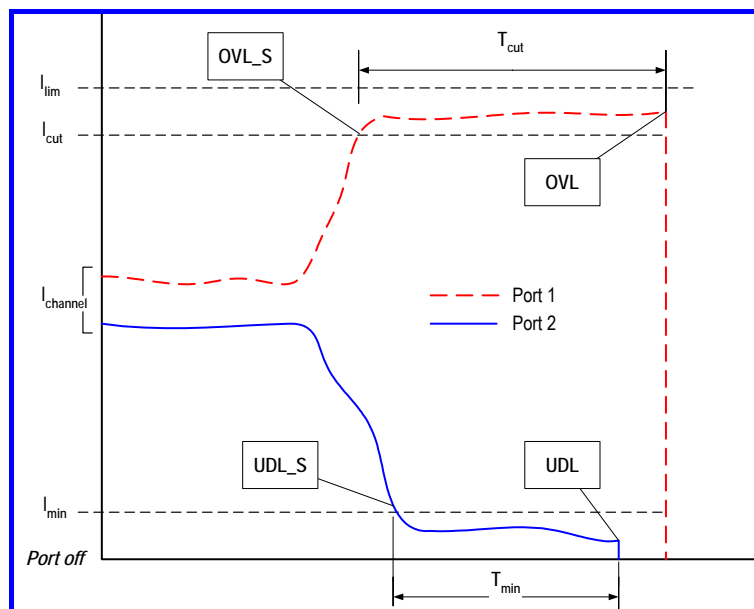 T_cut
OVL_S
I_lim
I_cut
OVL
I_channel
Port 1
Port 2
UDL_S
UDL
I_min
Port off
T_min